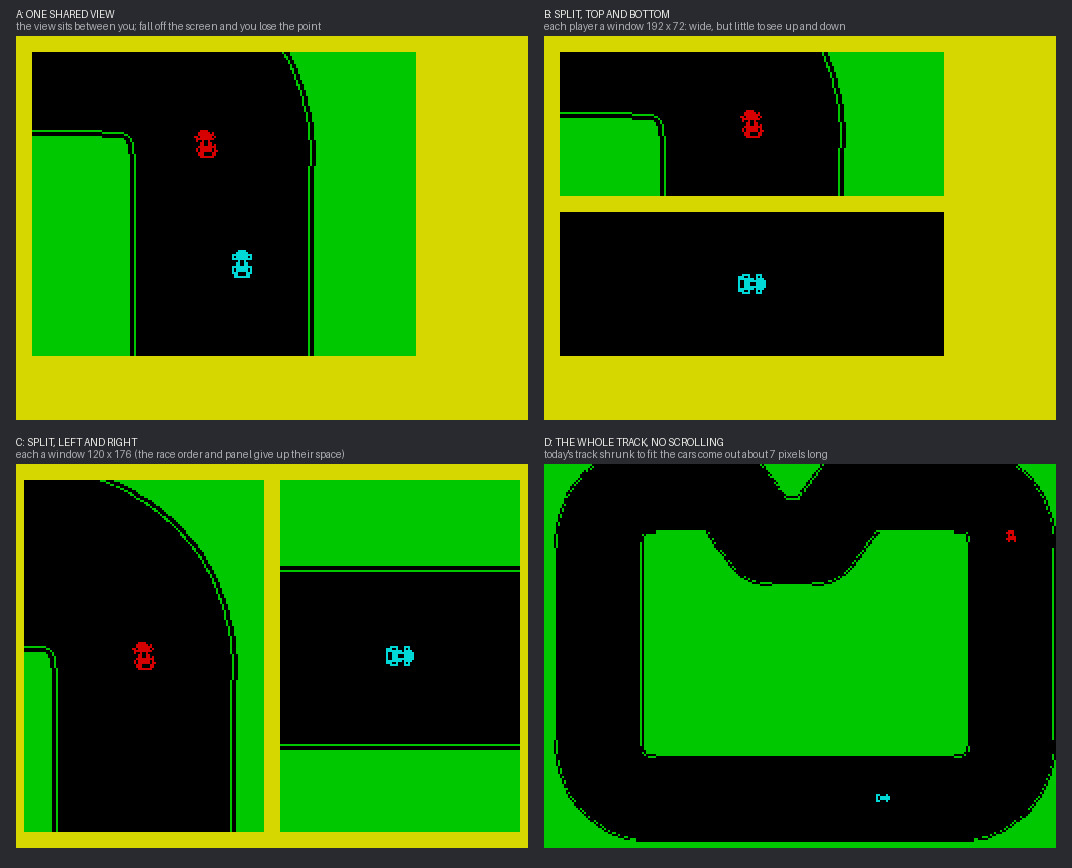 A: ONE SHARED VIEW
the view sits between you; fall off the screen and you lose the point
B: SPLIT, TOP AND BOTTOM
each player a window 192 x 72: wide, but little to see up and down
C: SPLIT, LEFT AND RIGHT
each a window 120 x 176 (the race order and panel give up their space)
D: THE WHOLE TRACK, NO SCROLLING
today's track shrunk to fit: the cars come out about 7 pixels long